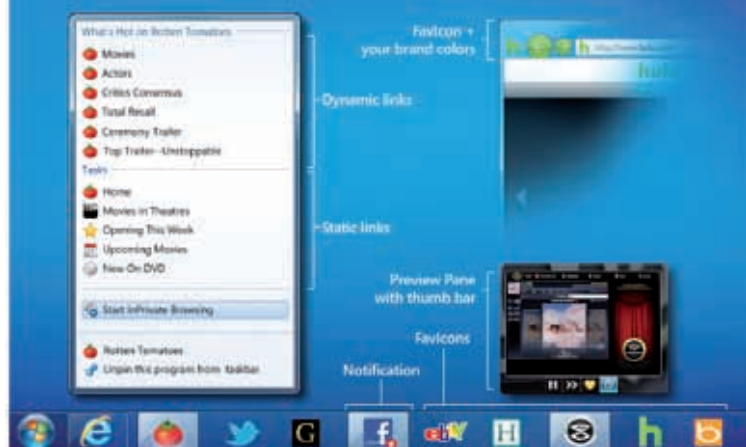 What's Hot on Rotten Tomatoes
Movies
Actors
Critics Consensus
Total Recall
Ceremony Trailer
Top Trailer--Unstoppable
Tasks
Home
Movies in Theatres
Opening This Week
Upcoming Movies
New On DVD
Start InPrivate Browsing
Rotten Tomatoes
Unpin this program from taskbar
Dynamic links
Static links
Favicon +
your brand colors
h
hulu
Preview Pane
with thumb bar
Favicons
Notification
e
G
f
ebY
H
S
h
b